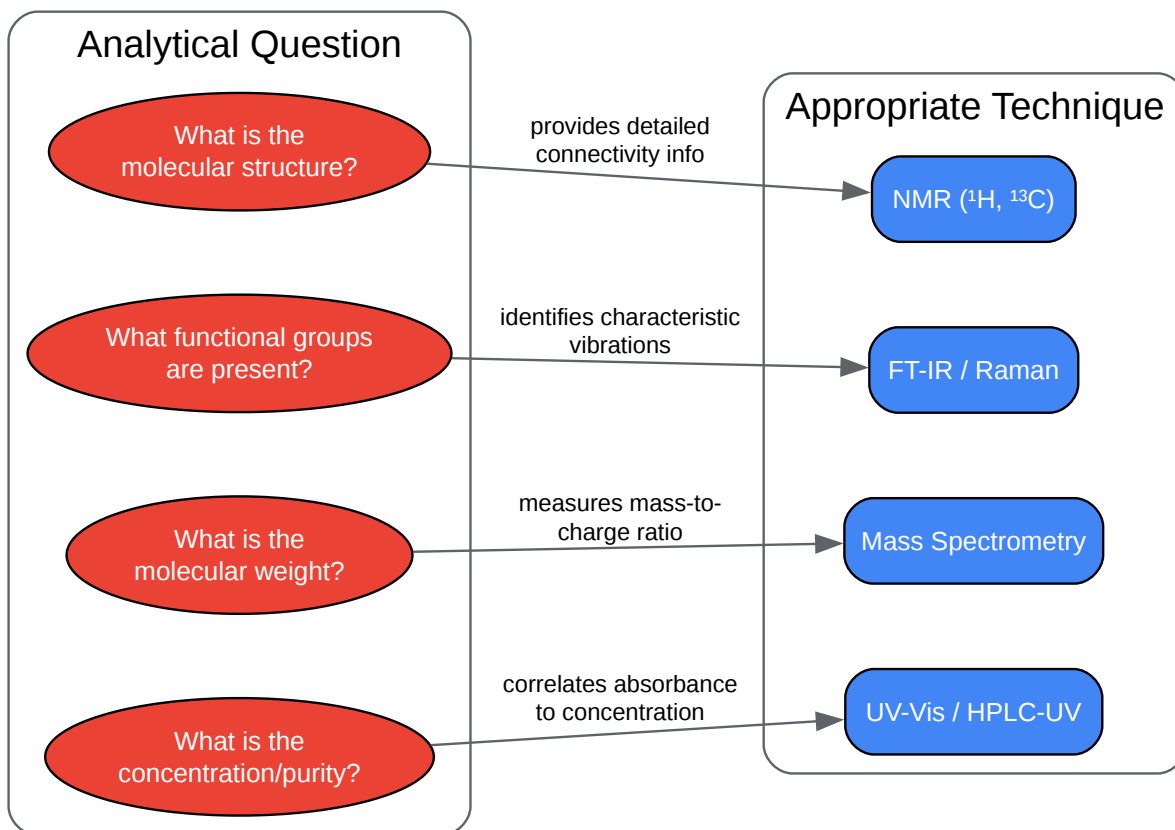 Analytical Question
What is the
molecular structure?
provides detailed
connectivity info
Appropriate Technique
NMR (¹H, ¹³C)
What functional groups
are present?
identifies characteristic
vibrations
FT-IR / Raman
What is the
molecular weight?
measures mass-to-
charge ratio
Mass Spectrometry
What is the
concentration/purity?
correlates absorbance
to concentration
UV-Vis / HPLC-UV